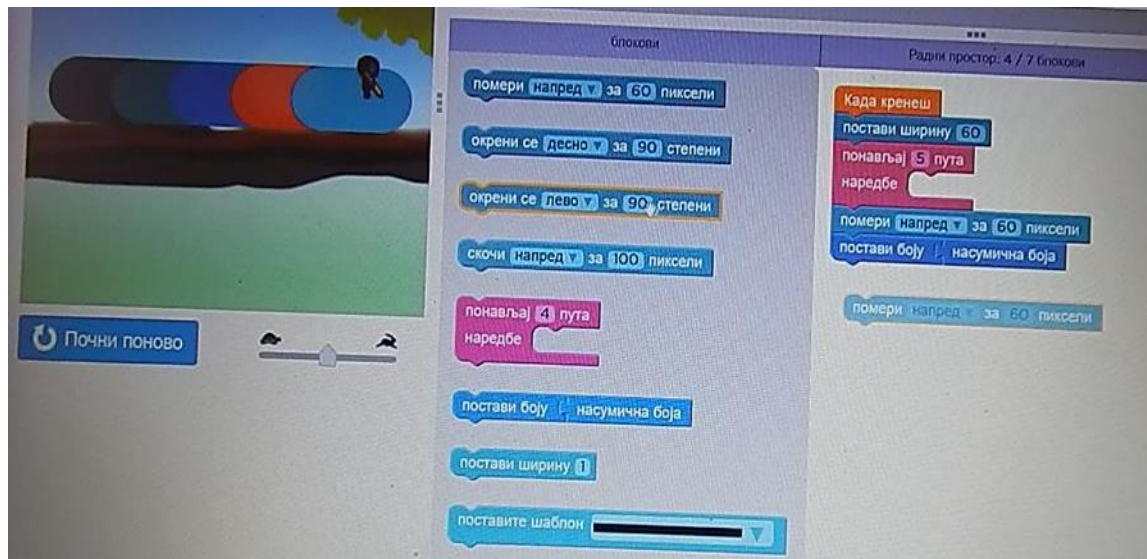 блокови
Радни простор: 4 / 7 блокови
помери напред за 60 пиксели
окрени се десно за 90 степени
окрени се лево за 90 степени
скочи напред за 100 пиксели
понављај 4 пута
наредбе
постави боју насумична боја
постави ширину 1
поставите шаблон
Када кренеш
постави ширину 60
понављај 5 пута
наредбе
помери напред за 60 пиксели
постави боју насумична боја
помери напред за 60 пиксели
Почни поново